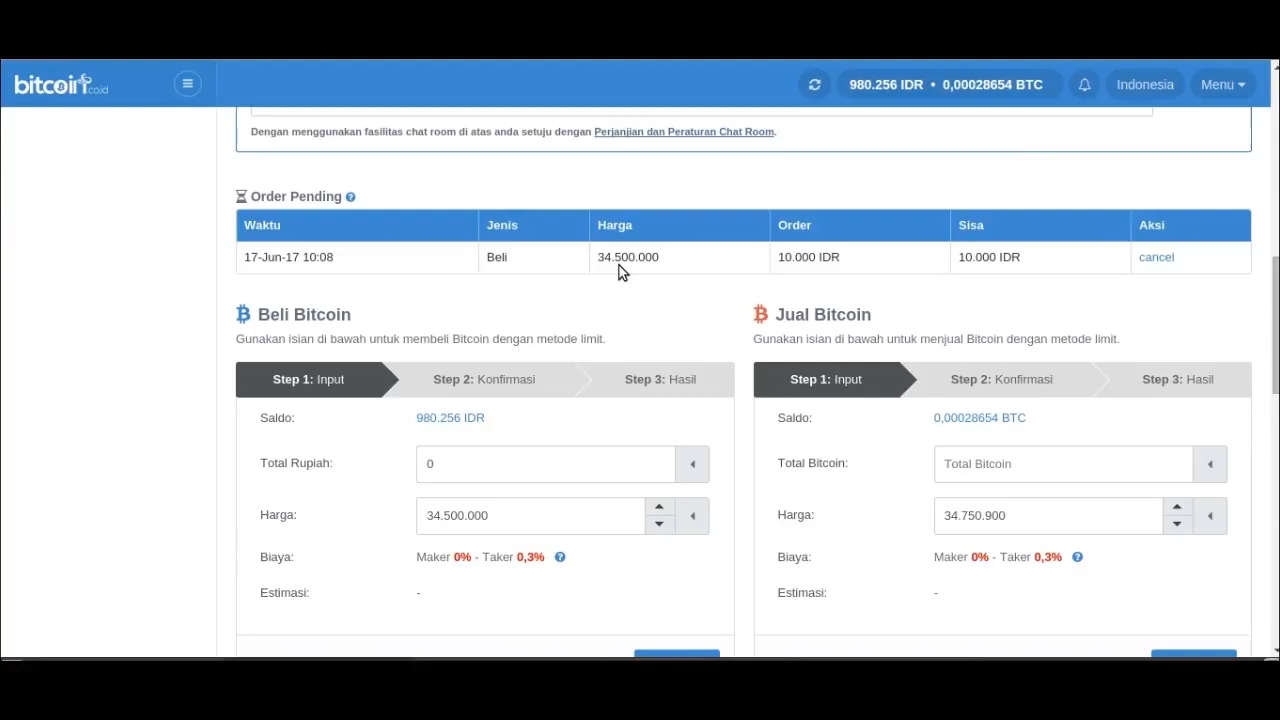 bitcoin.co.id
980.256 IDR • 0,00028654 BTC
Indonesia
Menu
Dengan menggunakan fasilitas chat room di atas anda setuju dengan Perjanjian dan Peraturan Chat Room.
Order Pending ?
Waktu Jenis Harga Order Sisa Aksi
17-Jun-17 10:08 Beli 34.500.000 10.000 IDR 10.000 IDR cancel
Beli Bitcoin
Gunakan isian di bawah untuk membeli Bitcoin dengan metode limit.
Step 1: Input Step 2: Konfirmasi Step 3: Hasil
Saldo: 980.256 IDR
Total Rupiah: 0
Harga: 34.500.000
Biaya: Maker 0% - Taker 0,3% ?
Estimasi: -
Jual Bitcoin
Gunakan isian di bawah untuk menjual Bitcoin dengan metode limit.
Step 1: Input Step 2: Konfirmasi Step 3: Hasil
Saldo: 0,00028654 BTC
Total Bitcoin: Total Bitcoin
Harga: 34.750.900
Biaya: Maker 0% - Taker 0,3% ?
Estimasi: -